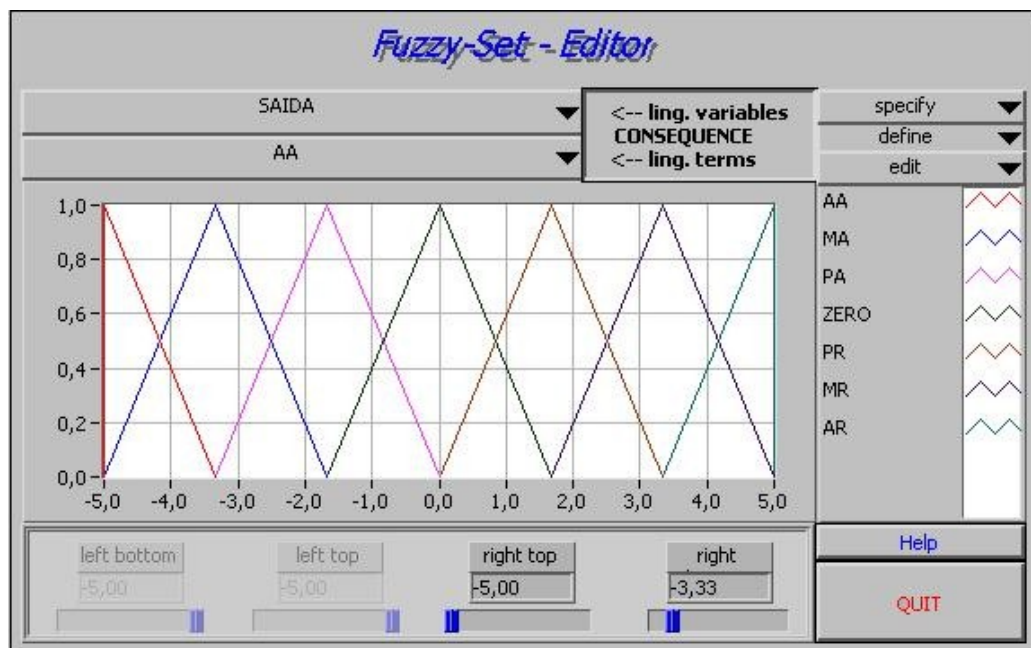 Fuzzy-Set - Editor
SAIDA
<-- ling. variables
CONSEQUENCE
<-- ling. terms
AA
specify
define
edit
1,0
0,8
0,6
0,4
0,2
0,0
-5,0 -4,0 -3,0 -2,0 -1,0 0,0 1,0 2,0 3,0 4,0 5,0
AA
MA
PA
ZERO
PR
MR
AR
left bottom
-5,00
left top
-5,00
right top
-5,00
right
-3,33
Help
QUIT